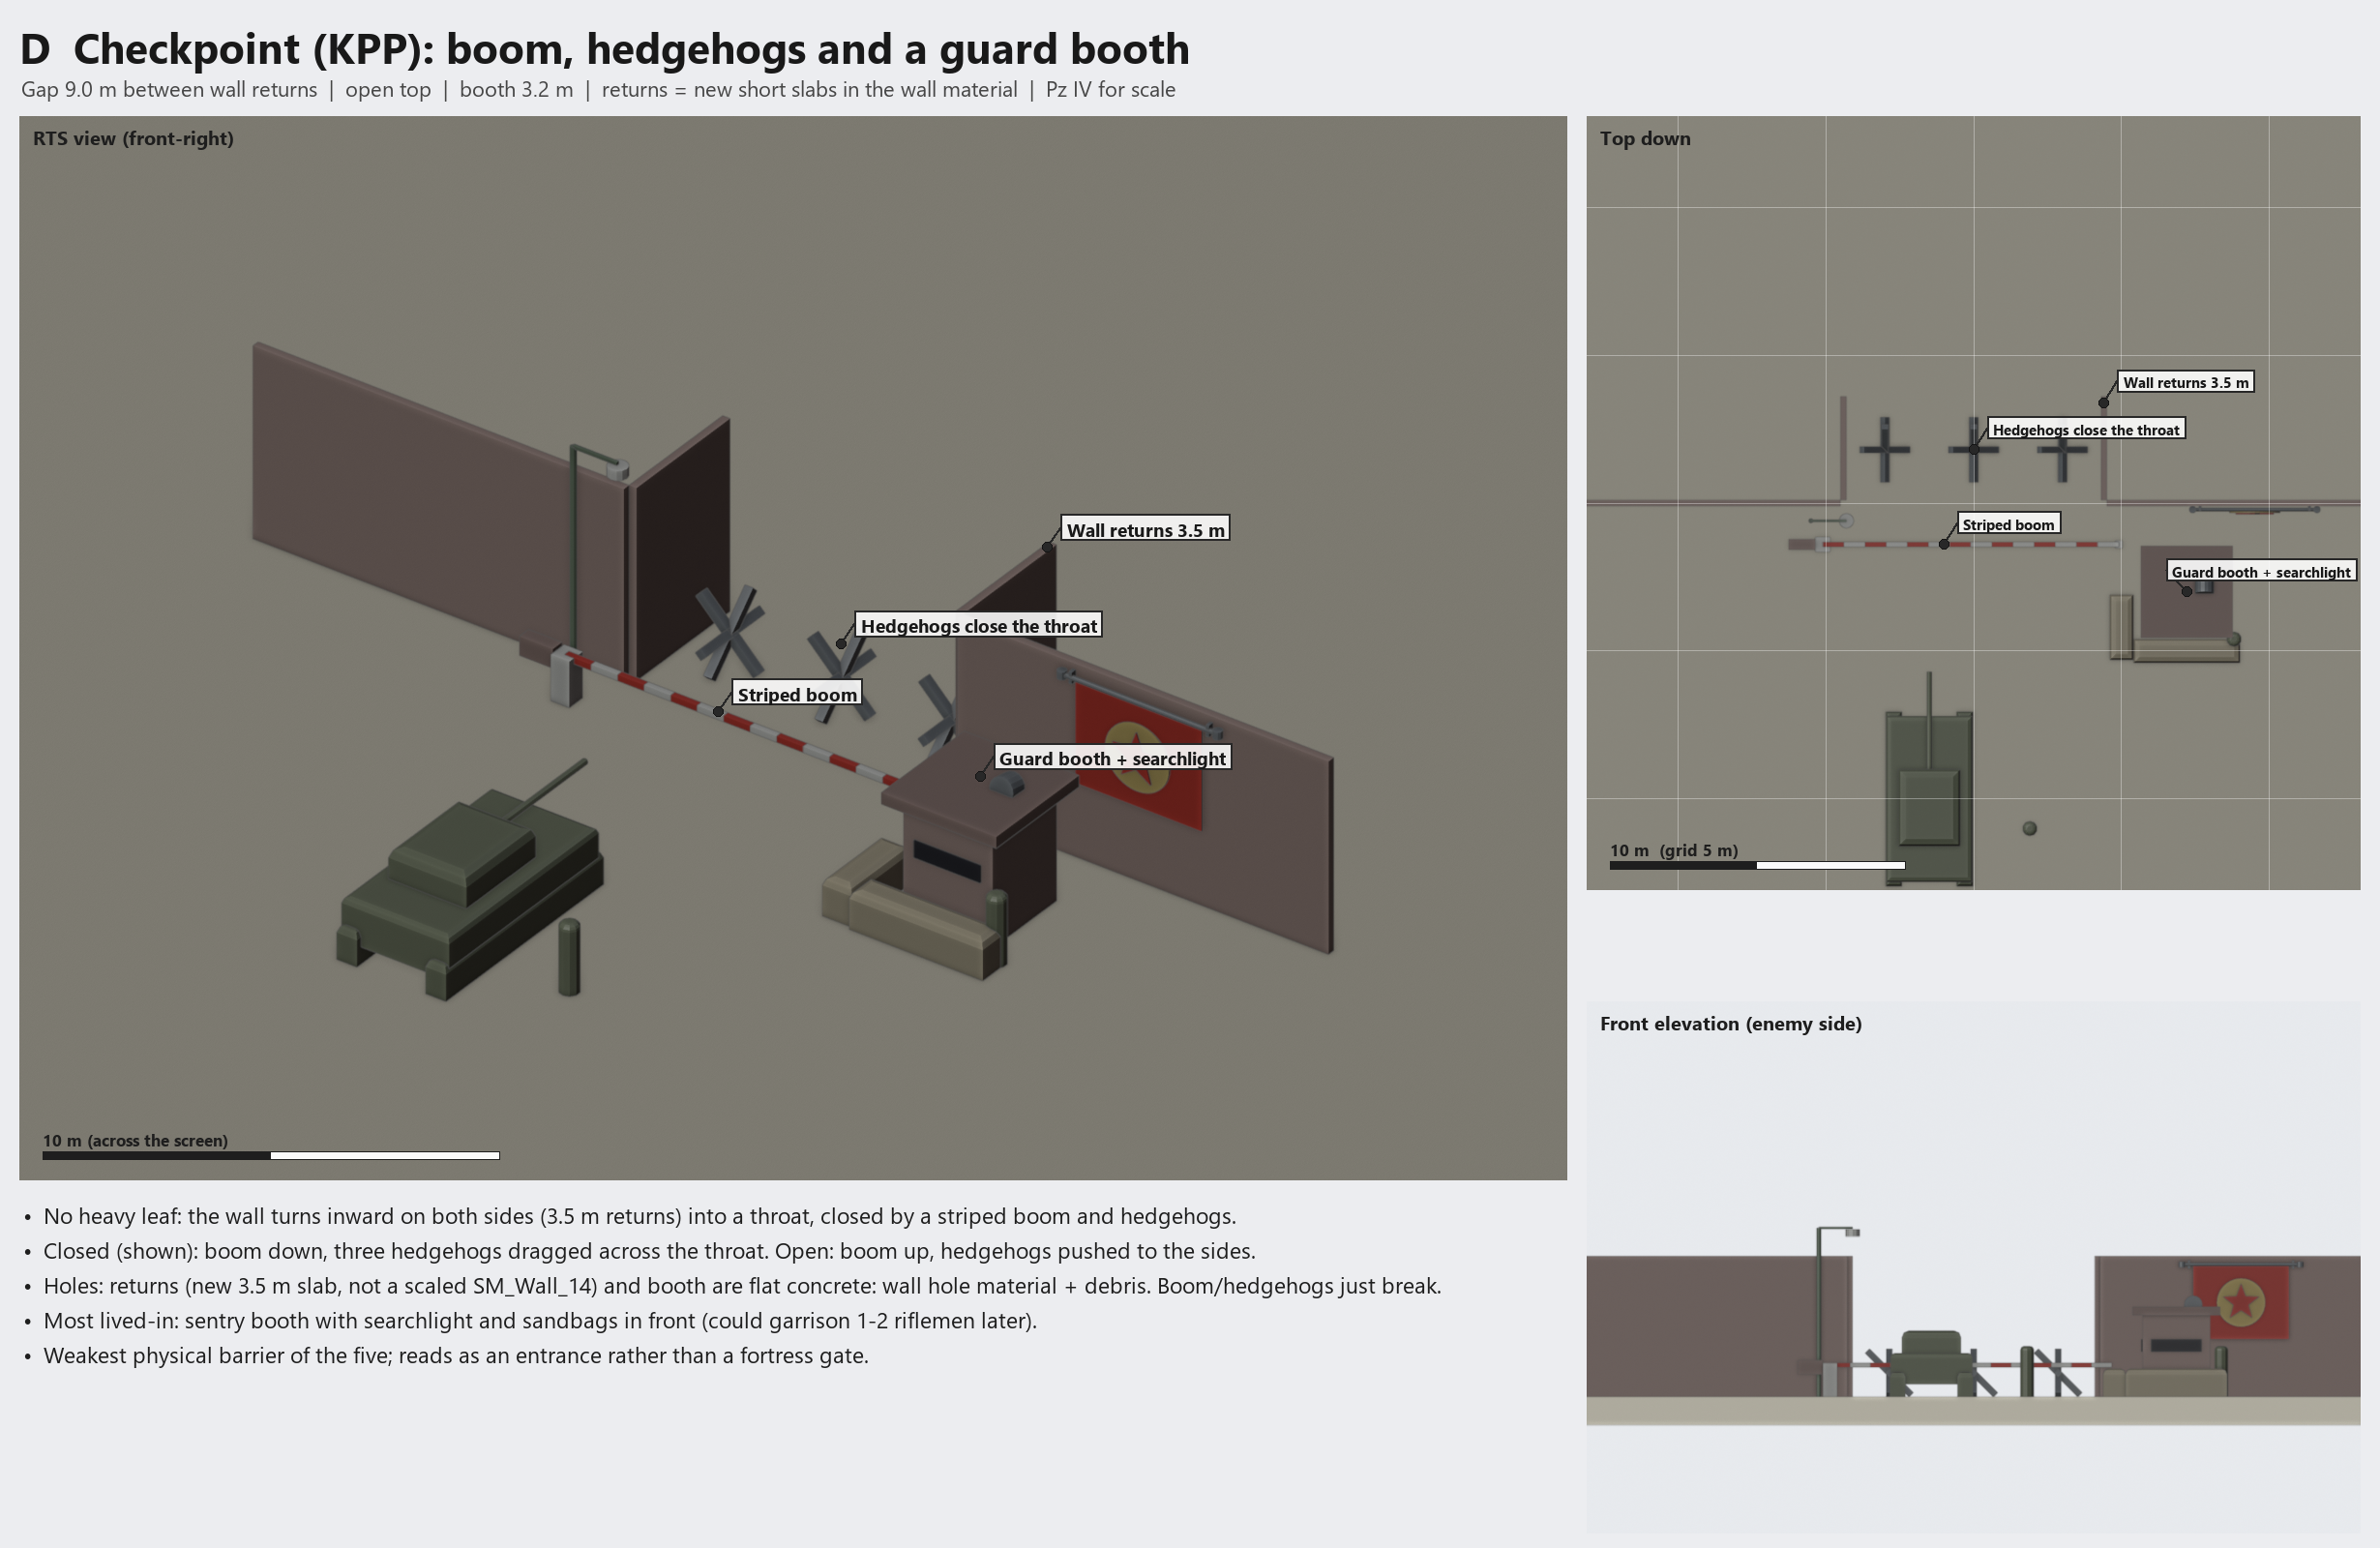 D Checkpoint (KPP): boom, hedgehogs and a guard booth
Gap 9.0 m between wall returns | open top | booth 3.2 m | returns = new short slabs in the wall material | Pz IV for scale
RTS view (front-right)
Wall returns 3.5 m
Hedgehogs close the throat
Striped boom
Guard booth + searchlight
10 m (across the screen)
Top down
Wall returns 3.5 m
Hedgehogs close the throat
Striped boom
Guard booth + searchlight
10 m (grid 5 m)
Front elevation (enemy side)
• No heavy leaf: the wall turns inward on both sides (3.5 m returns) into a throat, closed by a striped boom and hedgehogs.
• Closed (shown): boom down, three hedgehogs dragged across the throat. Open: boom up, hedgehogs pushed to the sides.
• Holes: returns (new 3.5 m slab, not a scaled SM_Wall_14) and booth are flat concrete: wall hole material + debris. Boom/hedgehogs just break.
• Most lived-in: sentry booth with searchlight and sandbags in front (could garrison 1-2 riflemen later).
• Weakest physical barrier of the five; reads as an entrance rather than a fortress gate.